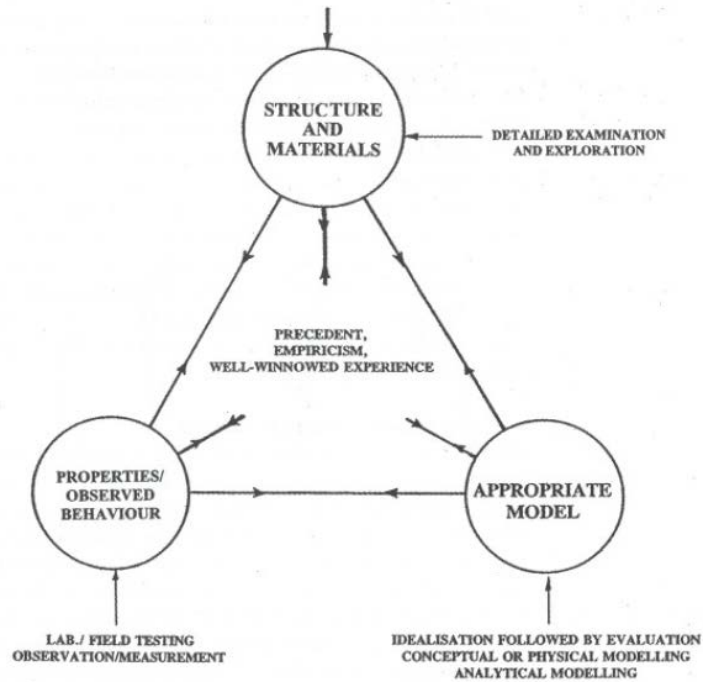 STRUCTURE
AND
MATERIALS
DETAILED EXAMINATION
AND EXPLORATION
PRECEDENT,
EMPIRICISM,
WELL-WINNOWED EXPERIENCE
PROPERTIES/
OBSERVED
BEHAVIOUR
APPROPRIATE
MODEL
LAB./ FIELD TESTING
OBSERVATION/MEASUREMENT
IDEALISATION FOLLOWED BY EVALUATION
CONCEPTUAL OR PHYSICAL MODELLING
ANALYTICAL MODELLING